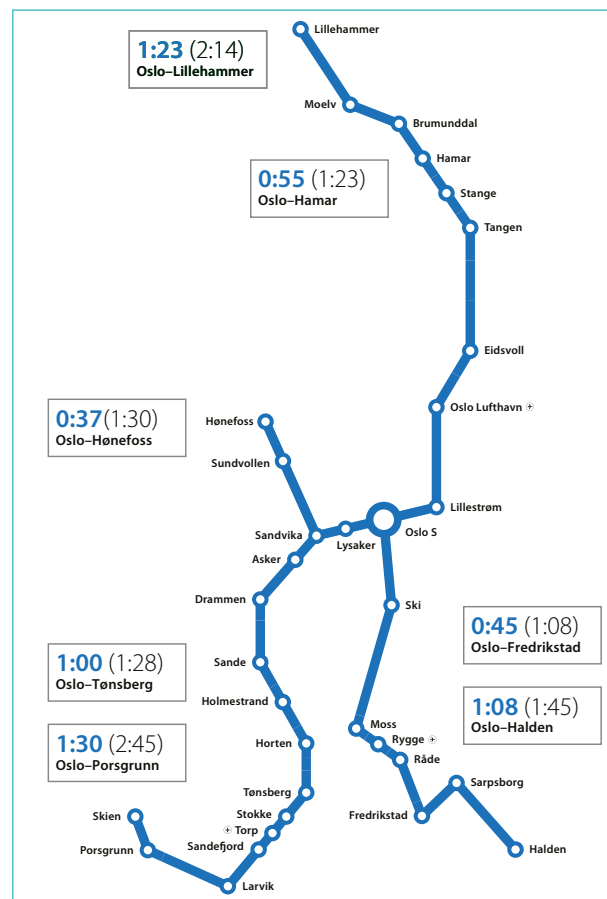 Lillehammer
1:23 (2:14)
Oslo–Lillehammer
Moelv
Brumunddal
Hamar
0:55 (1:23)
Oslo–Hamar
Stange
Tangen
Eidsvoll
Oslo Lufthavn
0:37(1:30)
Oslo–Hønefoss
Hønefoss
Sundvollen
Lillestrøm
Sandvika
Lysaker
Oslo S
Asker
Drammen
Ski
0:45 (1:08)
Oslo–Fredrikstad
1:00 (1:28)
Oslo–Tønsberg
Sande
Holmestrand
1:08 (1:45)
Oslo–Halden
1:30 (2:45)
Oslo–Porsgrunn
Horten
Moss
Rygge
Råde
Tønsberg
Sarpsborg
Skien
Stokke
Fredrikstad
Torp
Porsgrunn
Sandefjord
Halden
Larvik